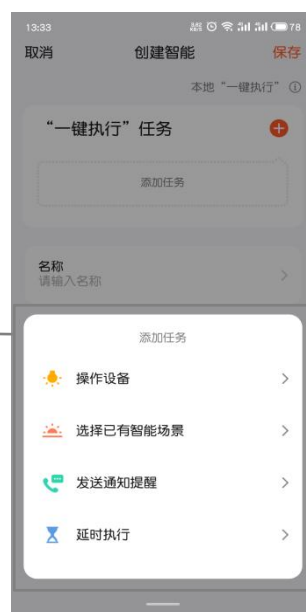 13:33
78
取消
创建智能
保存
本地“一键执行”
“一键执行”任务
添加任务
名称
请输入名称
添加任务
操作设备
选择已有智能场景
发送通知提醒
延时执行